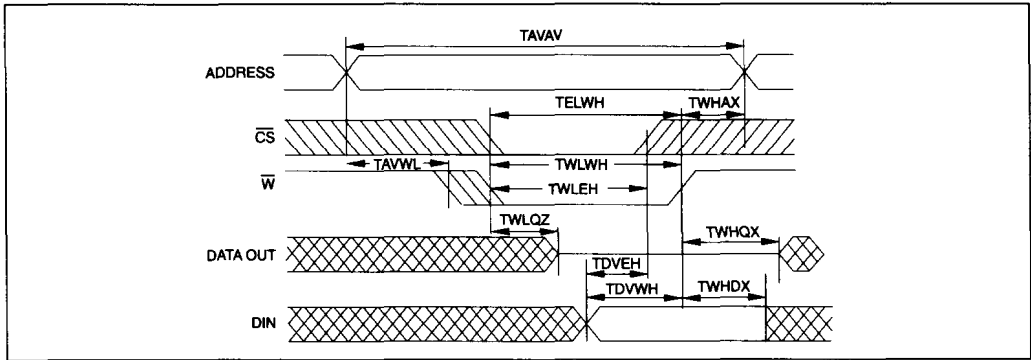 TAVAV
ADDRESS
TELWH
TWHAX
CS
TAVWL
TWLWH
W
TWLEH
TWLQZ
TWHQX
DATA OUT
TDVEH
TDVWH
TWHDX
DIN